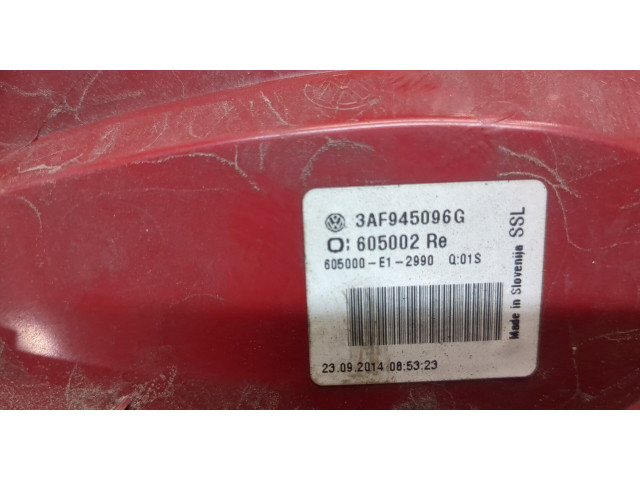 3AF945096G
O: 605002 Re
605000-E1-2990 Q:01S
23.09.2014 08:53:23
Made in Slovenija SSL